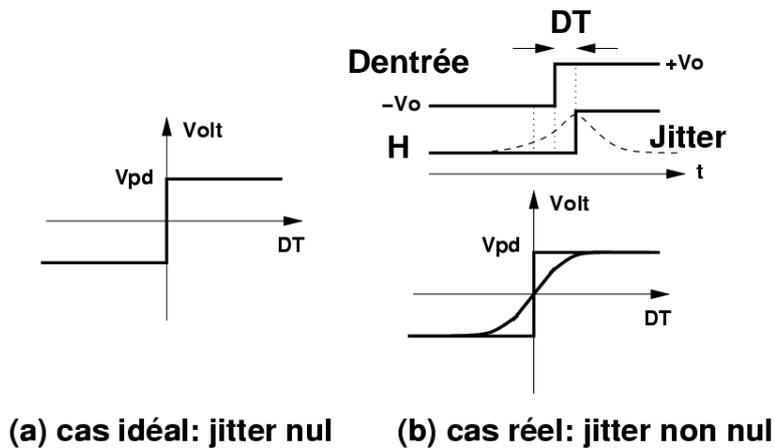 DT
Dentrée
+Vo
−Vo
H
Jitter
t
Volt
Vpd
DT
Volt
Vpd
DT
(a) cas idéal: jitter nul
(b) cas réel: jitter non nul